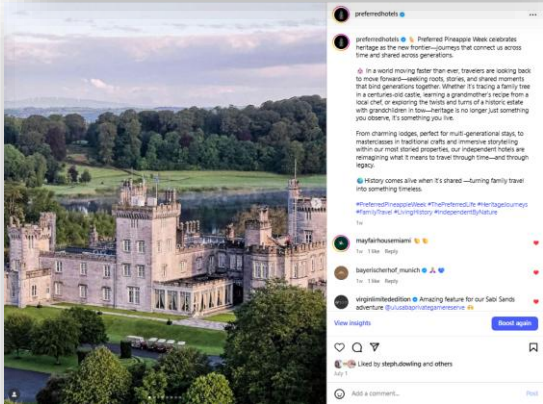 preferredhotels
preferredhotels Preferred Pineapple Week celebrates
heritage as the new frontier—journeys that connect us across
time and shared across generations.
In a world moving faster than ever, travelers are looking back
to move forward—seeking roots, stories, and shared moments
that bind generations together. Whether it's tracing a family tree
in a centuries-old castle, learning a grandmother's recipe from a
local chef, or exploring the twists and turns of a historic estate
with grandchildren in tow—heritage is no longer just something
you observe, it's something you live.
From charming lodges, perfect for multi-generational stays, to
masterclasses in traditional crafts and immersive storytelling
within our most storied properties, our independent hotels are
reimagining what it means to travel through time—and through
legacy.
History comes alive when it's shared —turning family travel
into something timeless.
#PreferredPineappleWeek #ThePreferredLife #HeritageJourneys
#FamilyTravel #LivingHistory #IndependentByNature
1w
mayfairhousemiami
1w 1 like Reply
bayerischerhof_munich
1w 1 like Reply
virginlimitededition Amazing feature for our Sabi Sands
adventure @ulusabaprivategamereserve
View insights
Boost again
Liked by steph.dowling and others
July 1
Add a comment...
Post